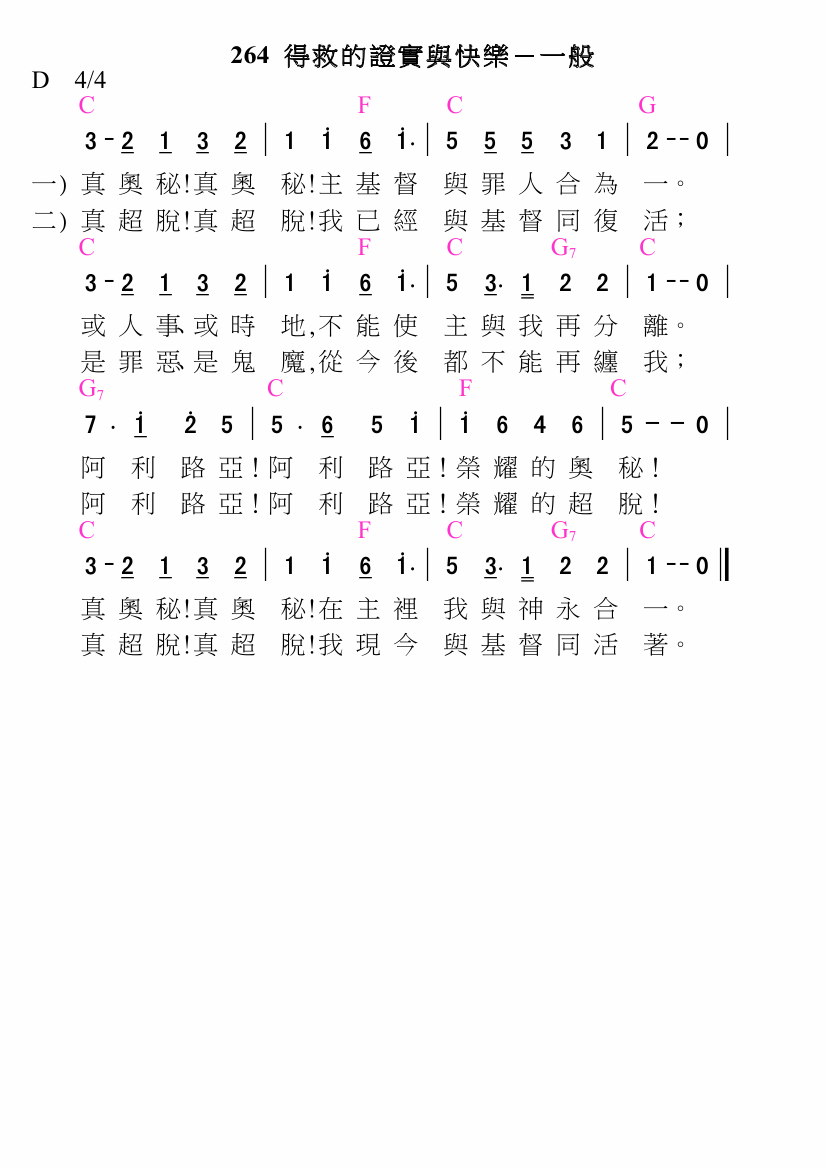 264 得救的證實與快樂－一般
D 4/4
C F C G
3 - 2 1 3 2 | 1 i 6 i· | 5 5 5 3 1 | 2 - - 0 |
一) 真奧秘!真奧 秘!主基督 與罪人合為 一。
二) 真超脫!真超 脫!我已經 與基督同復 活；
C F C G7 C
3 - 2 1 3 2 | 1 i 6 i· | 5 3· 1 2 2 | 1 - - 0 |
或人事、或時 地,不能使 主與我再分 離。
是罪惡、是鬼 魔,從今後 都不能再纏 我；
G7 C F C
7 · i 2̇ 5 | 5 · 6 5 i | i 6 4 6 | 5 - - 0 |
阿 利 路亞!阿 利 路亞!榮耀的奧 秘!
阿 利 路亞!阿 利 路亞!榮耀的超 脫!
C F C G7 C
3 - 2 1 3 2 | 1 i 6 i· | 5 3· 1 2 2 | 1 - - 0 ‖
真奧秘!真奧 秘!在主裡 我與神永合 一。
真超脫!真超 脫!我現今 與基督同活 著。